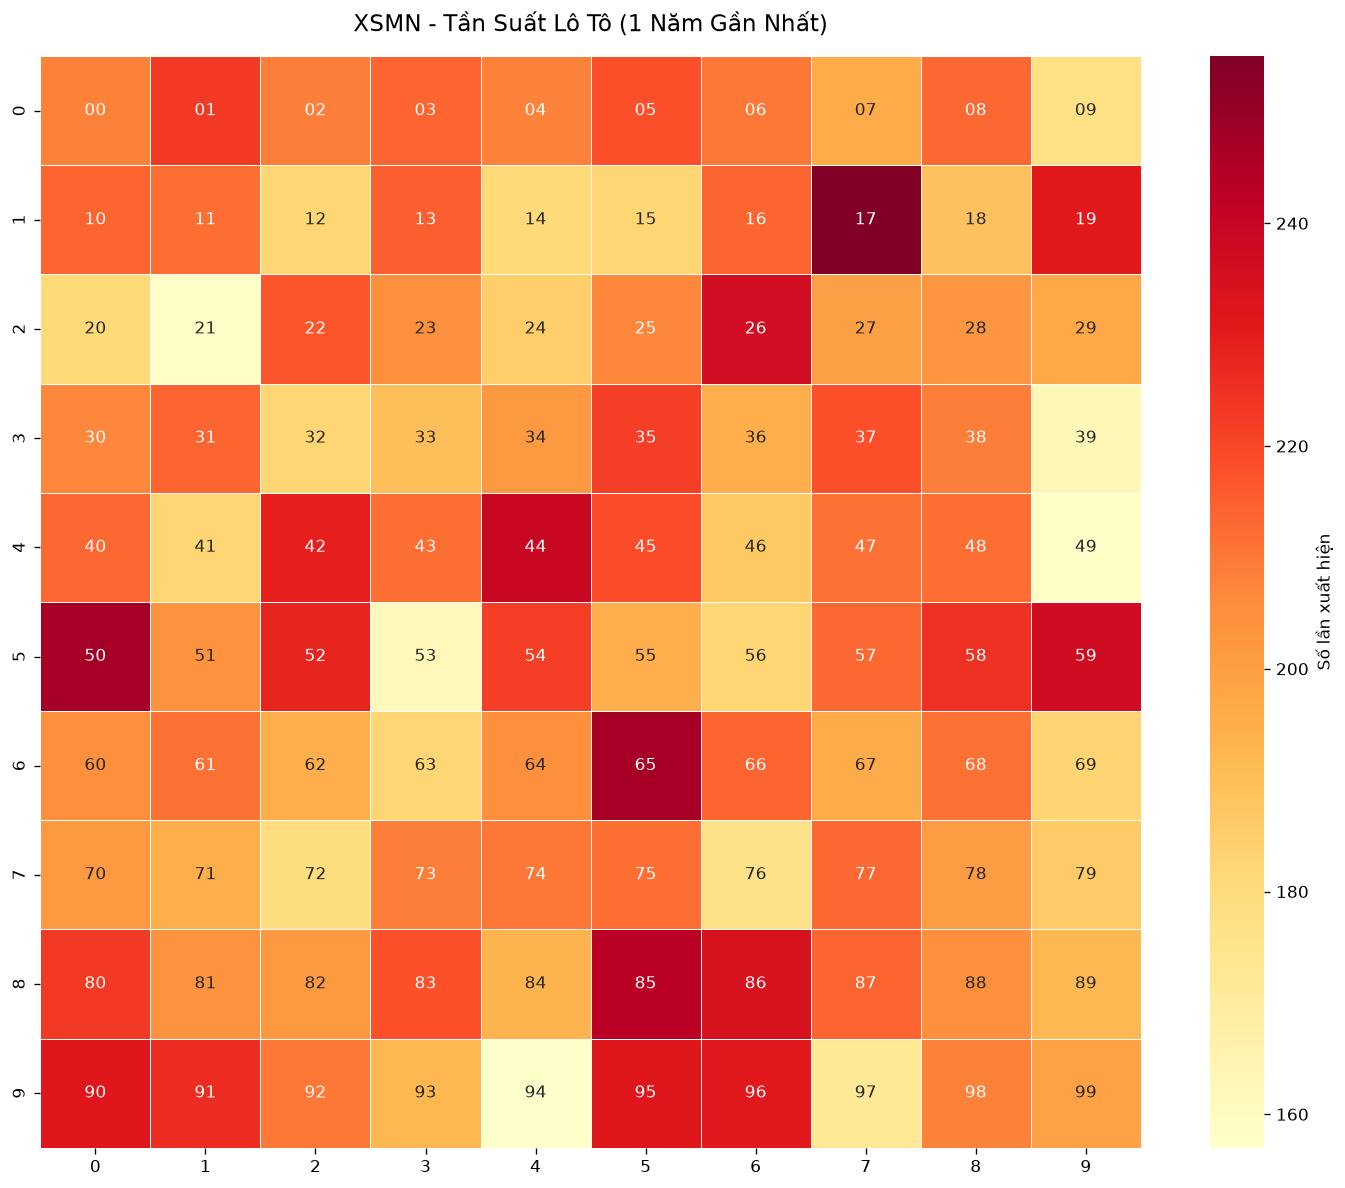 XSMN - Tần Suất Lô Tô (1 Năm Gần Nhất)
0 00 01 02 03 04 05 06 07 08 09
1 10 11 12 13 14 15 16 17 18 19
2 20 21 22 23 24 25 26 27 28 29
3 30 31 32 33 34 35 36 37 38 39
4 40 41 42 43 44 45 46 47 48 49
5 50 51 52 53 54 55 56 57 58 59
6 60 61 62 63 64 65 66 67 68 69
7 70 71 72 73 74 75 76 77 78 79
8 80 81 82 83 84 85 86 87 88 89
9 90 91 92 93 94 95 96 97 98 99
0 1 2 3 4 5 6 7 8 9
240
220
200
180
160
Số lần xuất hiện